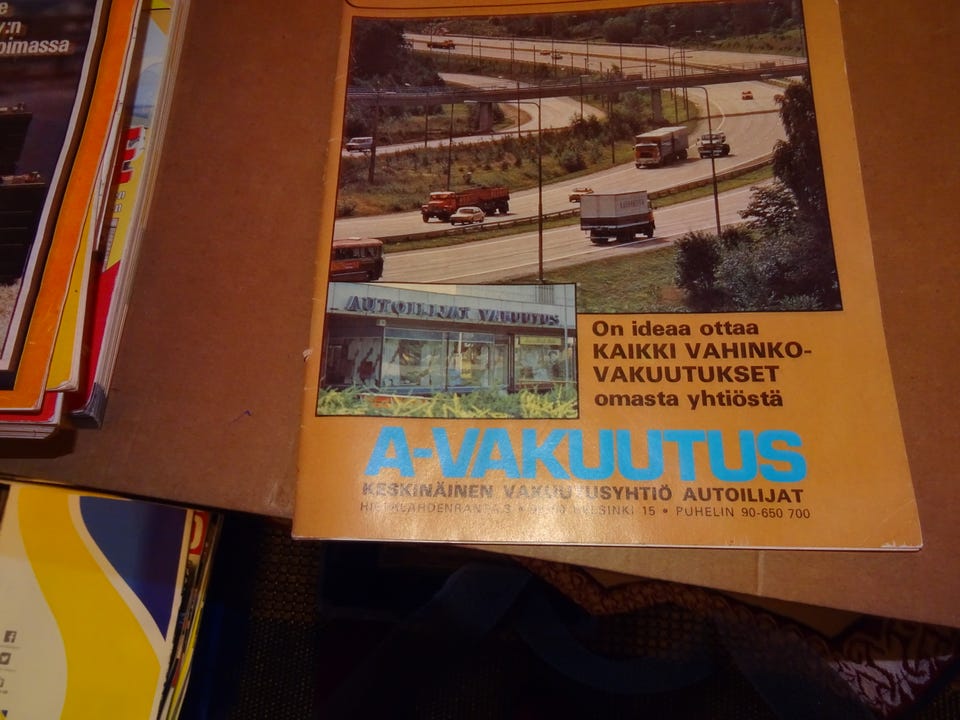 y:n
oimassa
AUTOILIJAT VAKUUTUS
On ideaa ottaa
KAIKKI VAHINKO-
VAKUUTUKSET
omasta yhtiöstä
A-VAKUUTUS
KESKINÄINEN VAKUUTUSYHTIÖ AUTOILIJAT
HELSINKI 15 • PUHELIN 90-650 700